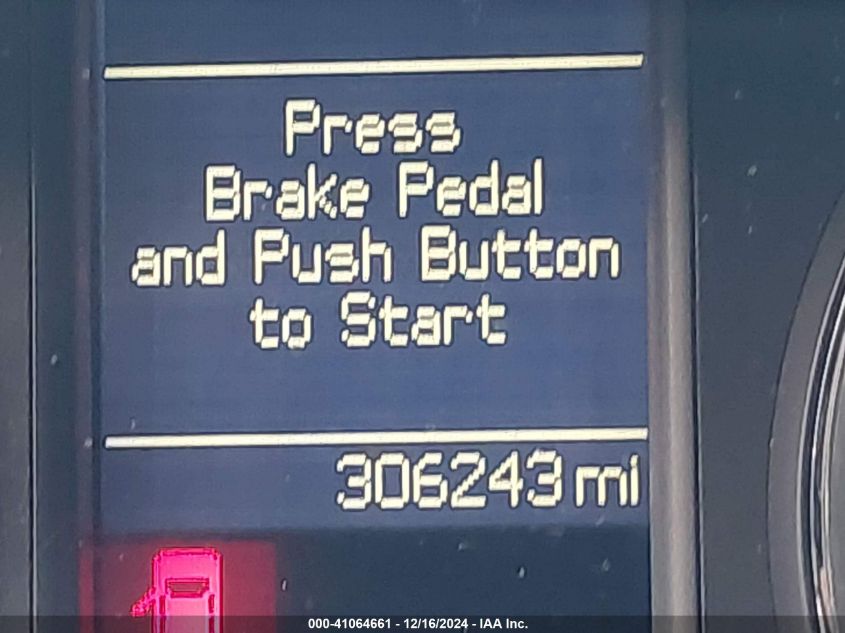 Press
Brake Pedal
and Push Button
to Start
306243 mi
000-41064661 - 12/16/2024 - IAA Inc.